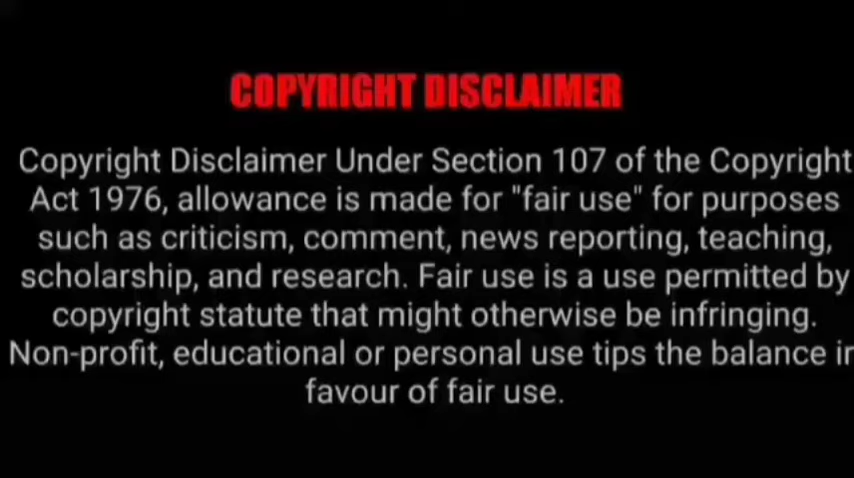 COPYRIGHT DISCLAIMER
Copyright Disclaimer Under Section 107 of the Copyright
Act 1976, allowance is made for "fair use" for purposes
such as criticism, comment, news reporting, teaching,
scholarship, and research. Fair use is a use permitted by
copyright statute that might otherwise be infringing.
Non-profit, educational or personal use tips the balance in
favour of fair use.